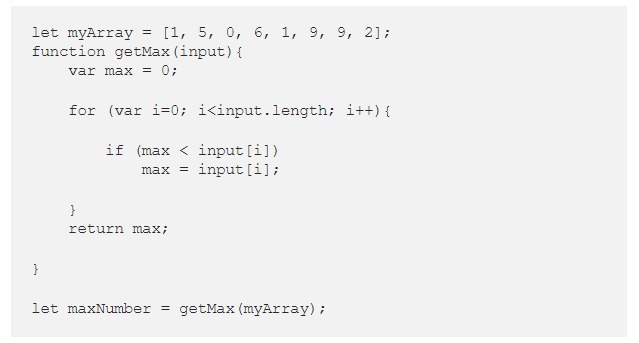 let myArray = [1, 5, 0, 6, 1, 9, 9, 2];
function getMax(input){
    var max = 0;
    for (var i=0; i<input.length; i++){
        if (max < input[i])
            max = input[i];
    }
    return max;
}
let maxNumber = getMax(myArray);